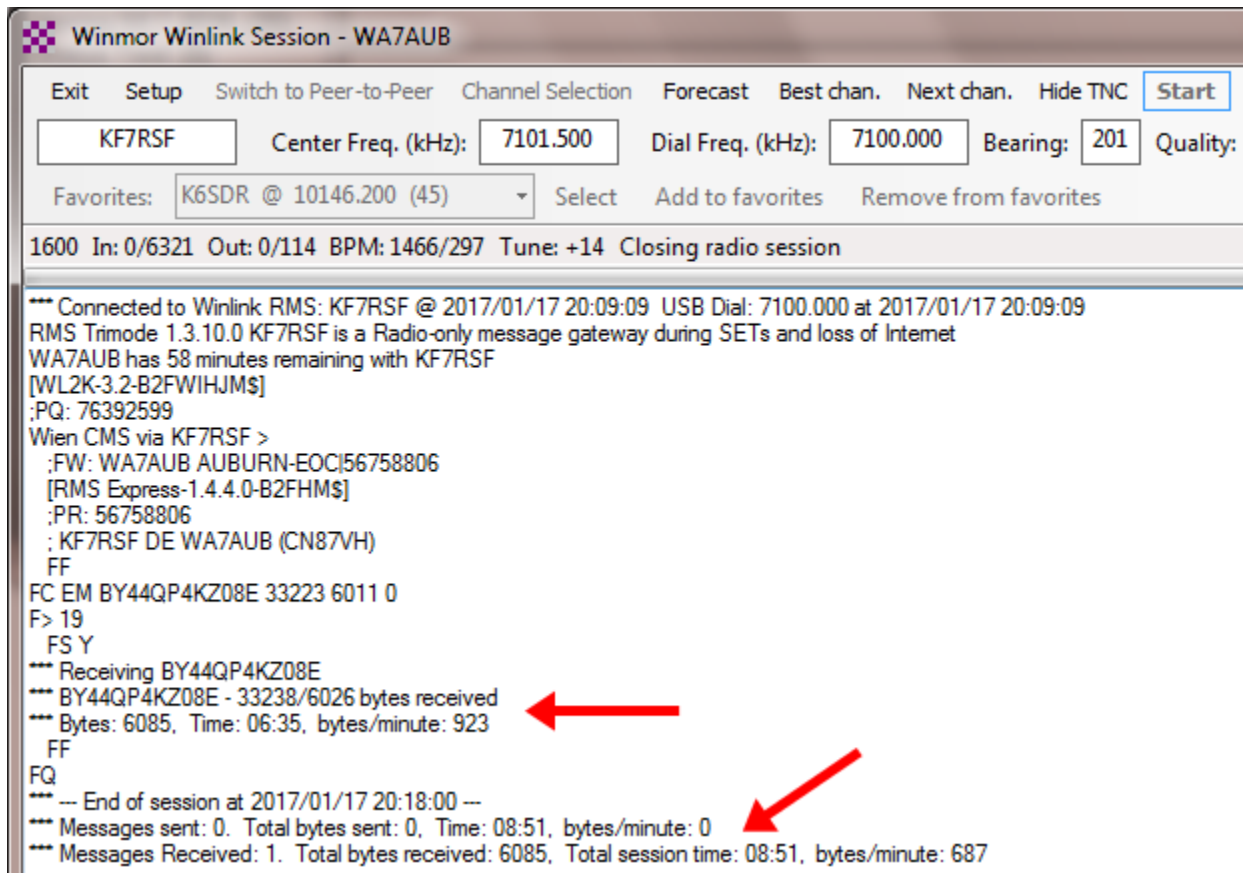 Winmor Winlink Session - WA7AUB
Exit Setup Switch to Peer-to-Peer Channel Selection Forecast Best chan. Next chan. Hide TNC Start
KF7RSF Center Freq. (kHz): 7101.500 Dial Freq. (kHz): 7100.000 Bearing: 201 Quality:
Favorites: K6SDR @ 10146.200 (45) Select Add to favorites Remove from favorites
1600 In: 0/6321 Out: 0/114 BPM: 1466/297 Tune: +14 Closing radio session
*** Connected to Winlink RMS: KF7RSF @ 2017/01/17 20:09:09 USB Dial: 7100.000 at 2017/01/17 20:09:09
RMS Trimode 1.3.10.0 KF7RSF is a Radio-only message gateway during SETs and loss of Internet
WA7AUB has 58 minutes remaining with KF7RSF
[WL2K-3.2-B2FWIHJM$]
;PQ: 76392599
Wien CMS via KF7RSF >
;FW: WA7AUB AUBURN-EOC|56758806
[RMS Express-1.4.4.0-B2FHM$]
;PR: 56758806
; KF7RSF DE WA7AUB (CN87VH)
FF
FC EM BY44QP4KZ08E 33223 6011 0
F> 19
FS Y
*** Receiving BY44QP4KZ08E
*** BY44QP4KZ08E - 33238/6026 bytes received
*** Bytes: 6085, Time: 06:35, bytes/minute: 923
FF
FQ
*** --- End of session at 2017/01/17 20:18:00 ---
*** Messages sent: 0. Total bytes sent: 0, Time: 08:51, bytes/minute: 0
*** Messages Received: 1. Total bytes received: 6085, Total session time: 08:51, bytes/minute: 687